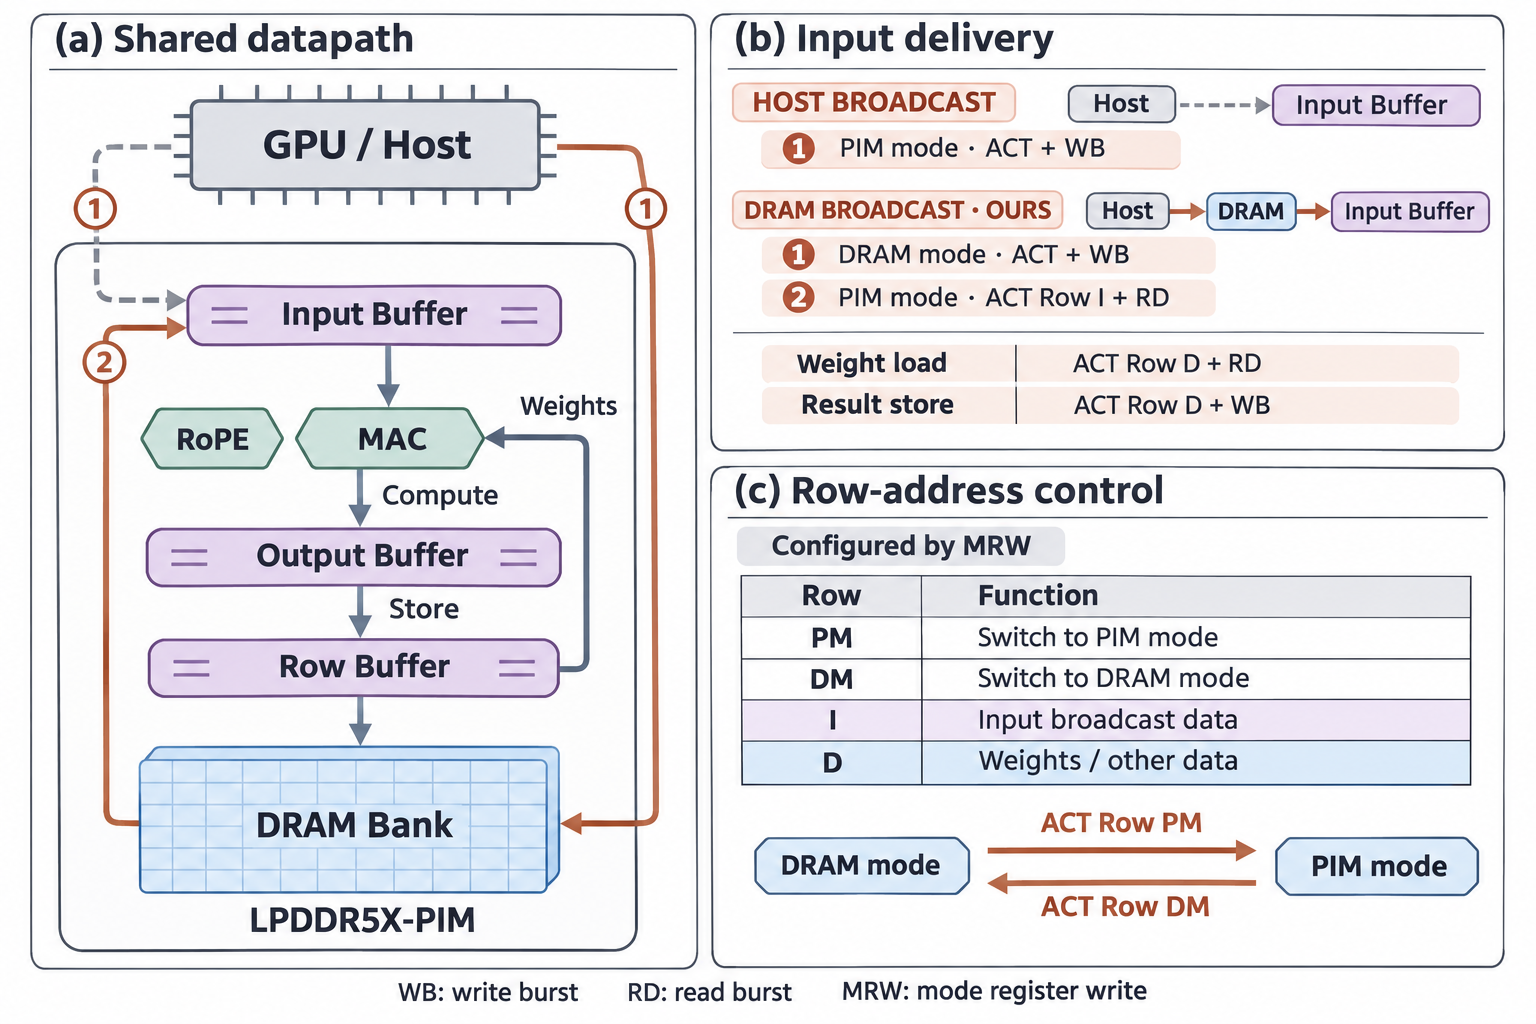 (a) Shared datapath
GPU / Host
1
1
Input Buffer
2
Weights
RoPE
MAC
Compute
Output Buffer
Store
Row Buffer
DRAM Bank
LPDDR5X-PIM
(b) Input delivery
HOST BROADCAST
Host
Input Buffer
1 PIM mode · ACT + WB
DRAM BROADCAST · OURS
Host
DRAM
Input Buffer
1 DRAM mode · ACT + WB
2 PIM mode · ACT Row I + RD
Weight load ACT Row D + RD
Result store ACT Row D + WB
(c) Row-address control
Configured by MRW
Row Function
PM Switch to PIM mode
DM Switch to DRAM mode
I Input broadcast data
D Weights / other data
ACT Row PM
DRAM mode
PIM mode
ACT Row DM
WB: write burst RD: read burst MRW: mode register write